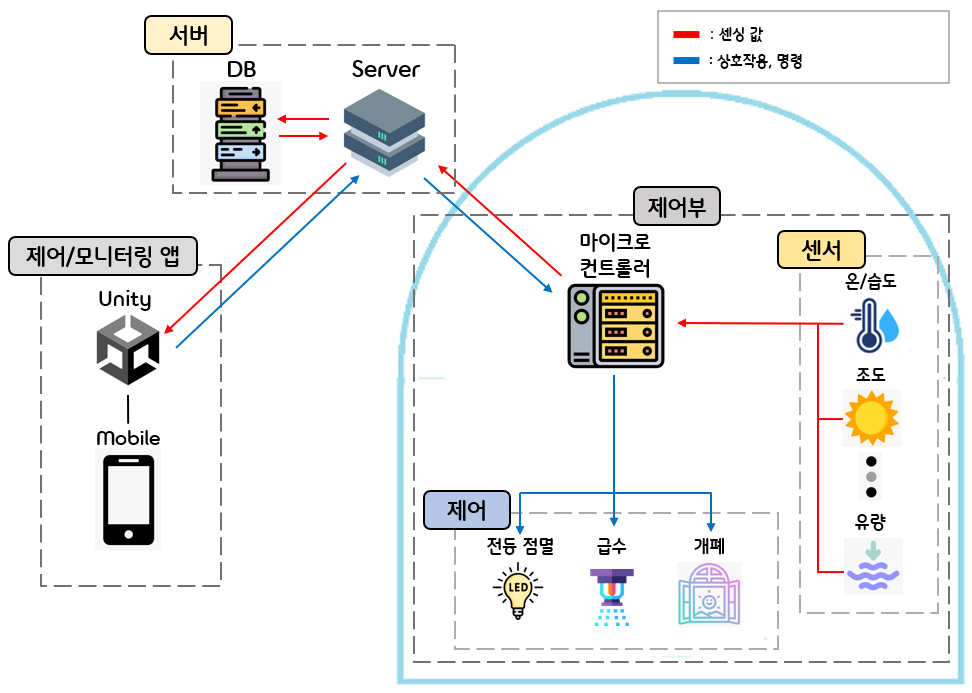 서버
DB
Server
: 센싱 값
: 상호작용, 명령
제어/모니터링 앱
Unity
Mobile
제어부
마이크로
컨트롤러
센서
온/습도
조도
유량
제어
전등 점멸
급수
개폐
LED